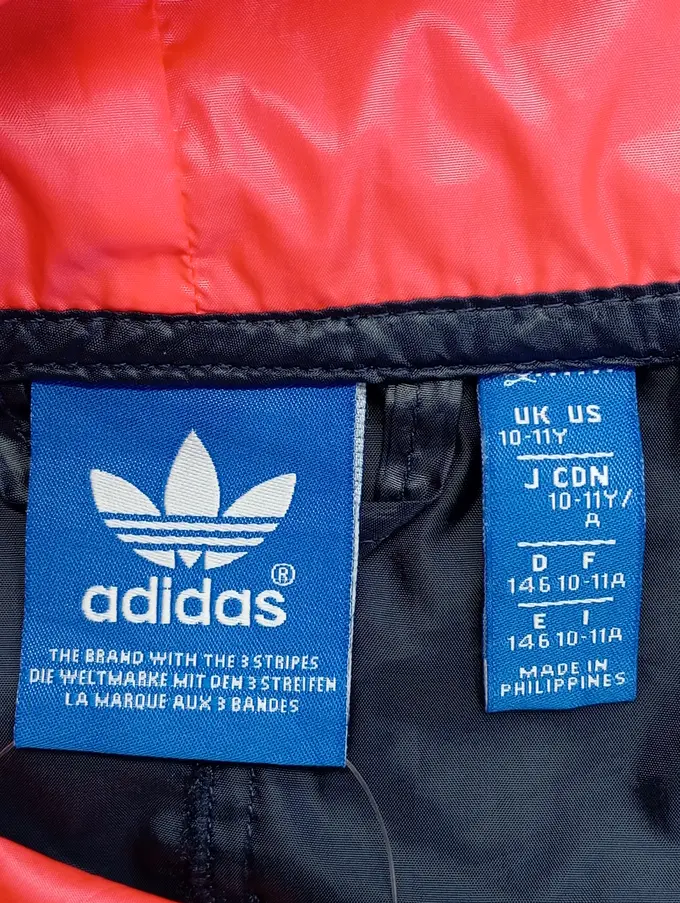 adidas®
THE BRAND WITH THE 3 STRIPES
DIE WELTMARKE MIT DEN 3 STREIFEN
LA MARQUE AUX 3 BANDES
UK US
10-11Y
J CDN
10-11Y/
A
D F
146 10-11A
E I
146 10-11A
MADE IN
PHILIPPINES